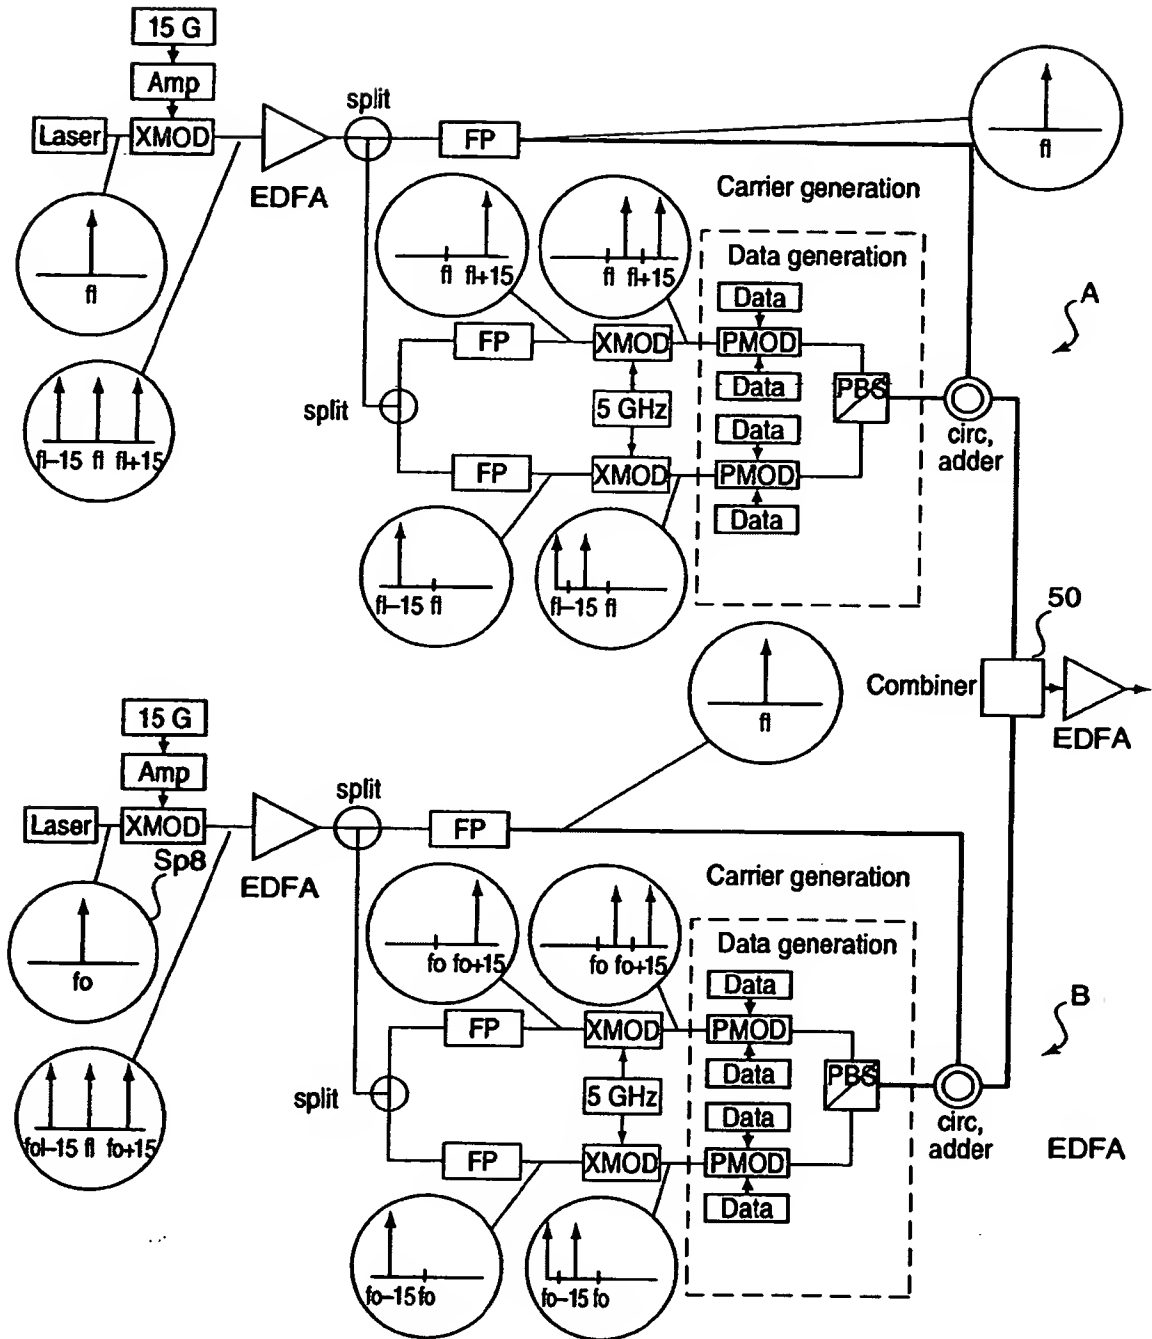 15 G
Amp
split
Laser
XMOD
FP
fl
EDFA
Carrier generation
fl
fl fl+15
fl fl+15
Data generation
Data
A
FP
XMOD
PMOD
fl–15 fl fl+15
split
5 GHz
Data
PBS
Data
circ,
adder
FP
XMOD
PMOD
Data
fl–15 fl
fl–15 fl
50
Combiner
EDFA
fl
15 G
Amp
split
Laser
XMOD
FP
Sp8
EDFA
Carrier generation
fo
fo fo+15
fo fo+15
Data generation
Data
B
FP
XMOD
PMOD
fol–15 fl fo+15
split
5 GHz
Data
PBS
Data
circ,
adder
EDFA
FP
XMOD
PMOD
Data
fo–15 fo
fo–15 fo